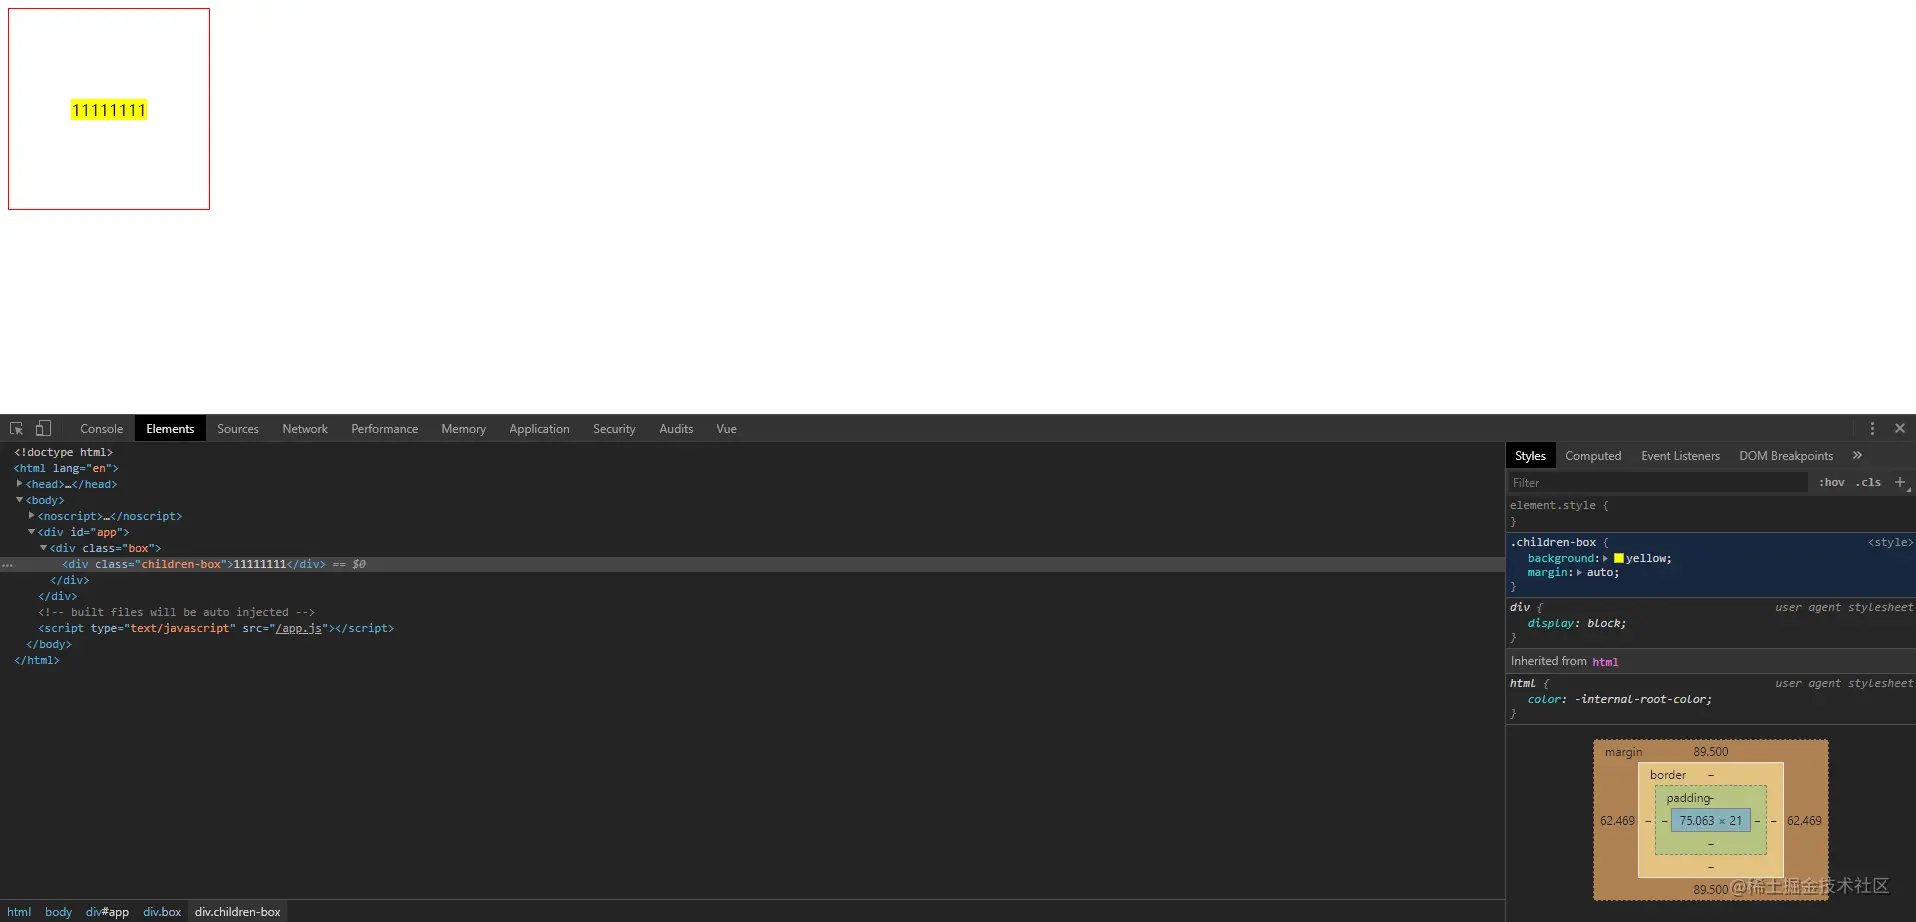 11111111
Console Elements Sources Network Performance Memory Application Security Audits Vue
<!doctype html>
<html lang="en">
<head>…</head>
<body>
<noscript>…</noscript>
<div id="app">
<div class="box">
… <div class="children-box">11111111</div> == $0
</div>
</div>
<!-- built files will be auto injected -->
<script type="text/javascript" src="/app.js"></script>
</body>
</html>
html body div#app div.box div.children-box
Styles Computed Event Listeners DOM Breakpoints »
Filter :hov .cls +
element.style {
}
.children-box { <style>
background: yellow;
margin: auto;
}
div { user agent stylesheet
display: block;
}
Inherited from html
html { user agent stylesheet
color: -internal-root-color;
}
margin 89.500
border –
padding –
62.469 – – 75.063 × 21 – – 62.469
–
–
89.500
@稀土掘金技术社区